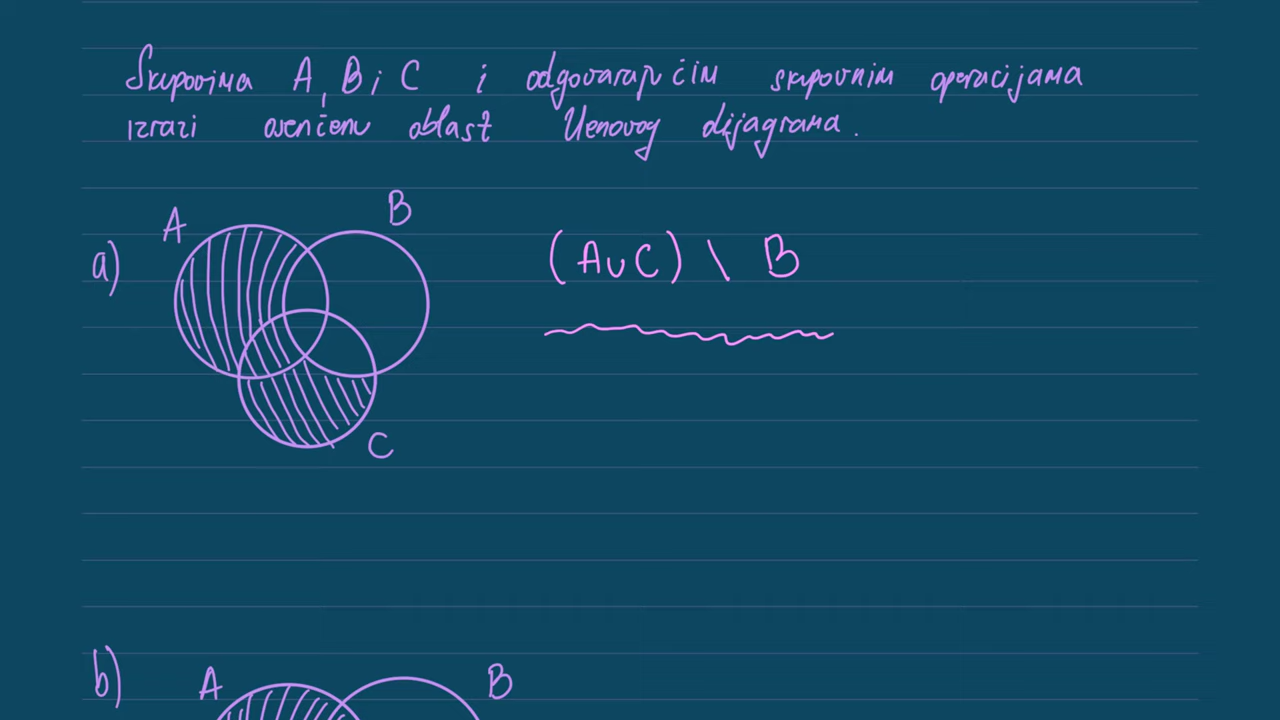 Skupovima A, B i C i odgovarajućim skupovnim operacijama
izrazi osenčenu oblast Venovog dijagrama.
A
B
a)
(A∪C) \ B
C
b)
A
B